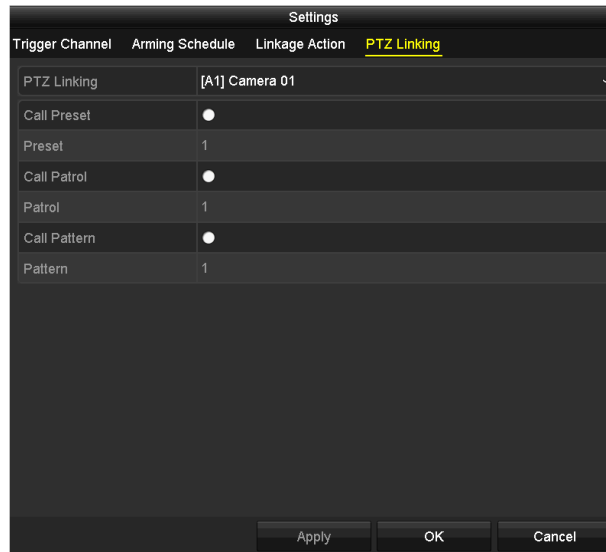 Settings
Trigger Channel Arming Schedule Linkage Action PTZ Linking
PTZ Linking [A1] Camera 01
Call Preset
Preset 1
Call Patrol
Patrol 1
Call Pattern
Pattern 1
Apply OK Cancel